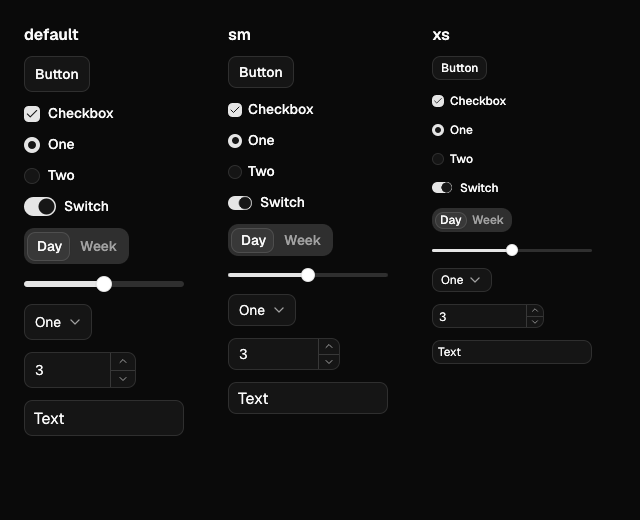 default
Button
Checkbox
One
Two
Switch
Day Week
One
3
Text
sm
Button
Checkbox
One
Two
Switch
Day Week
One
3
Text
xs
Button
Checkbox
One
Two
Switch
Day Week
One
3
Text